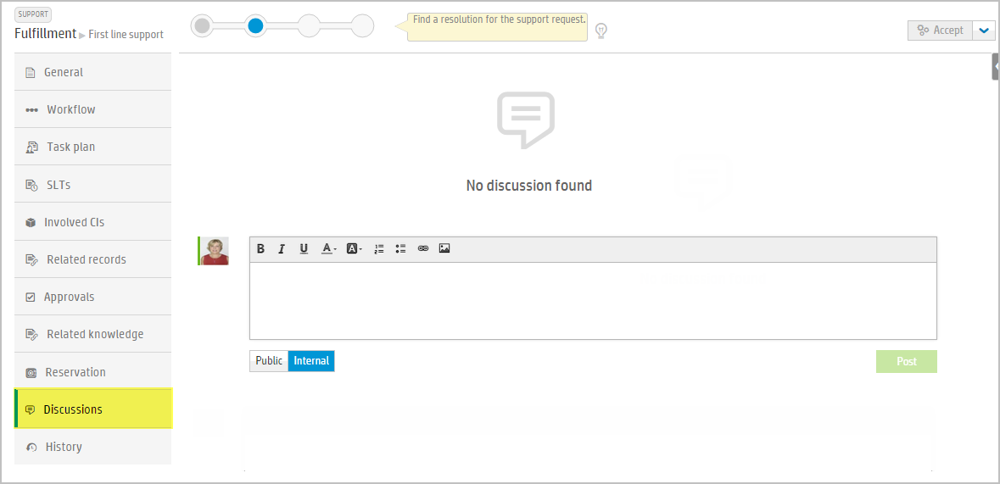 SUPPORT
Fulfillment ▶ First line support
Find a resolution for the support request.
Accept
General
Workflow
Task plan
SLTs
Involved CIs
Related records
Approvals
Related knowledge
Reservation
Discussions
History
No discussion found
B I U A A
Public Internal
Post